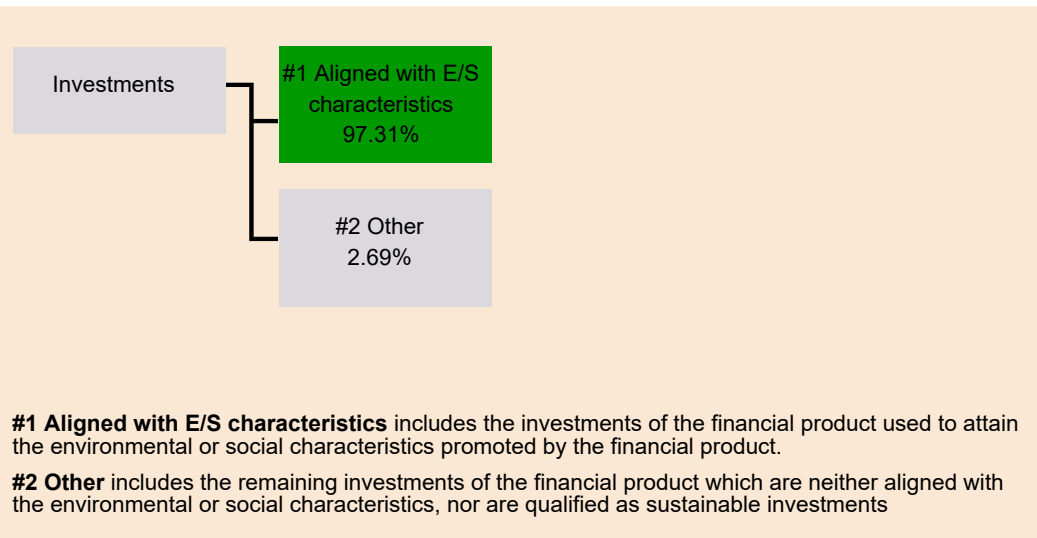 Investments
#1 Aligned with E/S
characteristics
97.31%
#2 Other
2.69%
#1 Aligned with E/S characteristics includes the investments of the financial product used to attain
the environmental or social characteristics promoted by the financial product.
#2 Other includes the remaining investments of the financial product which are neither aligned with
the environmental or social characteristics, nor are qualified as sustainable investments